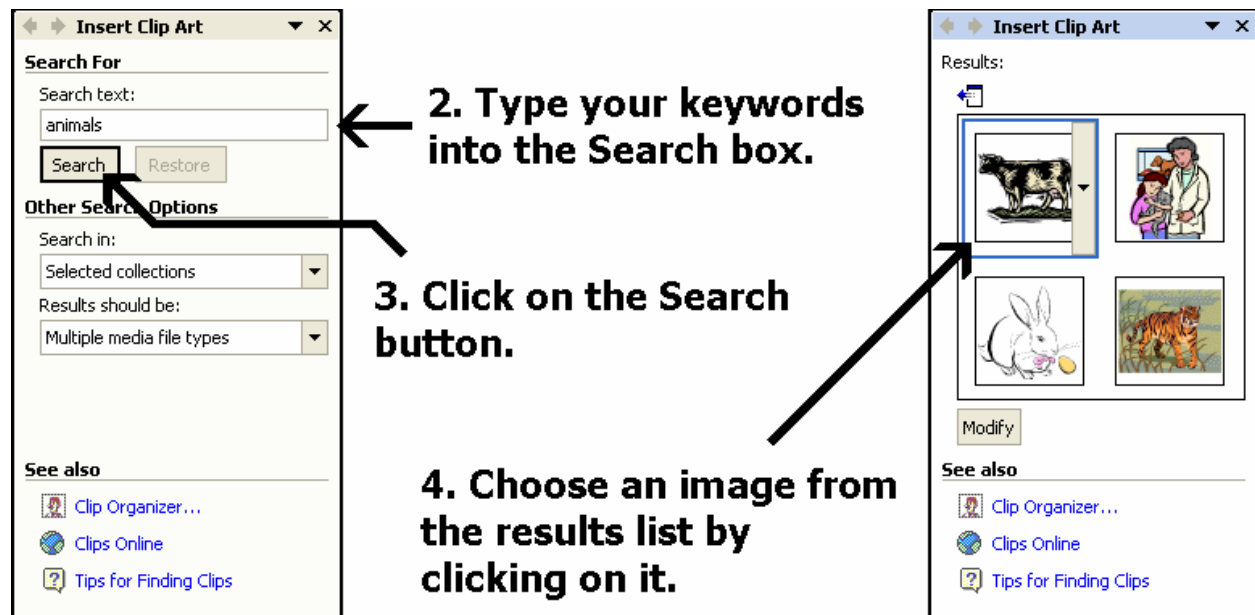 Insert Clip Art
Search For
Search text:
animals
Search
Restore
Other Search Options
Search in:
Selected collections
Results should be:
Multiple media file types
See also
Clip Organizer...
Clips Online
Tips for Finding Clips
2. Type your keywords
into the Search box.
3. Click on the Search
button.
4. Choose an image from
the results list by
clicking on it.
Insert Clip Art
Results:
Modify
See also
Clip Organizer...
Clips Online
Tips for Finding Clips